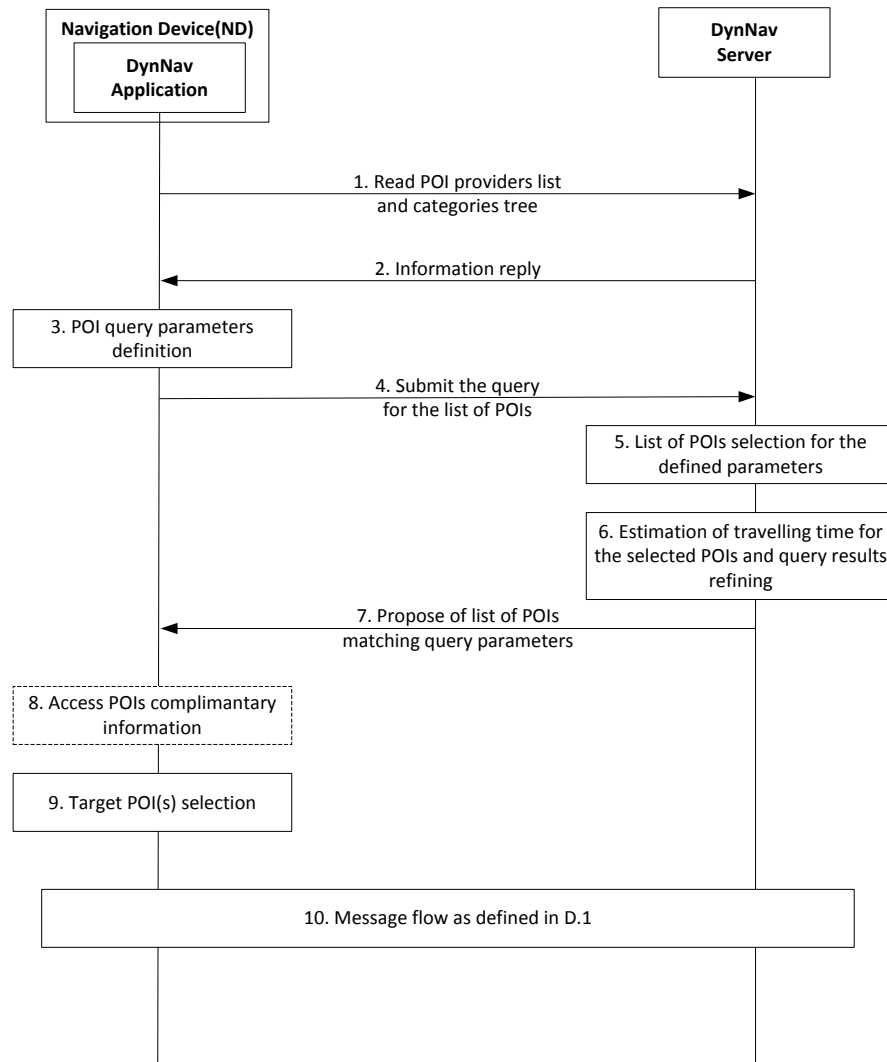 Navigation Device(ND)
DynNav
Application
DynNav
Server
1. Read POI providers list
and categories tree
2. Information reply
3. POI query parameters
definition
4. Submit the query
for the list of POIs
5. List of POIs selection for the
defined parameters
6. Estimation of travelling time for
the selected POIs and query results
refining
7. Propose of list of POIs
matching query parameters
8. Access POIs complimantary
information
9. Target POI(s) selection
10. Message flow as defined in D.1